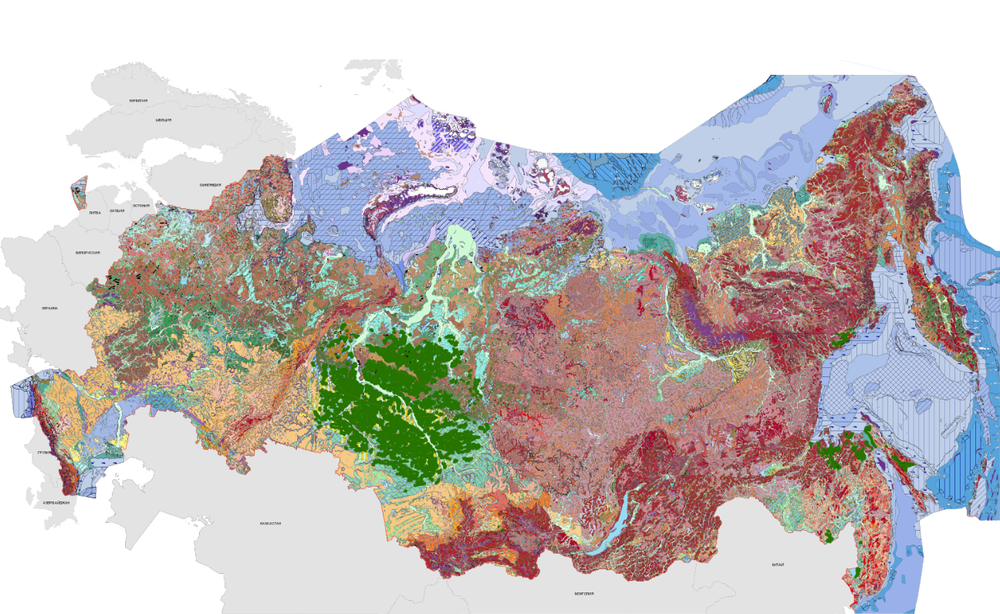 НОРВЕГИЯ
ШВЕЦИЯ
ФИНЛЯНДИЯ
ЭСТОНИЯ
ЛАТВИЯ
ЛИТВА
БЕЛОРУССИЯ
УКРАИНА
ГРУЗИЯ
АЗЕРБАЙДЖАН
КАЗАХСТАН
КИТАЙ
МОНГОЛИЯ